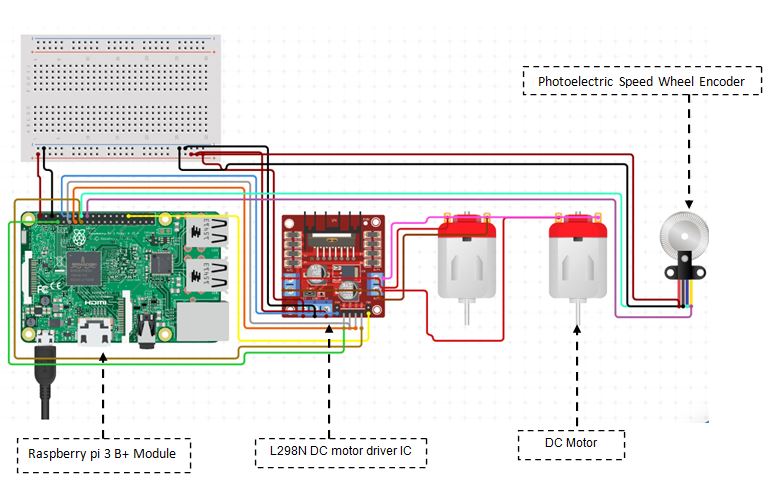 Photoelectric Speed Wheel Encoder
HDMI
Raspberry pi 3 B+ Module
L298N DC motor driver IC
DC Motor